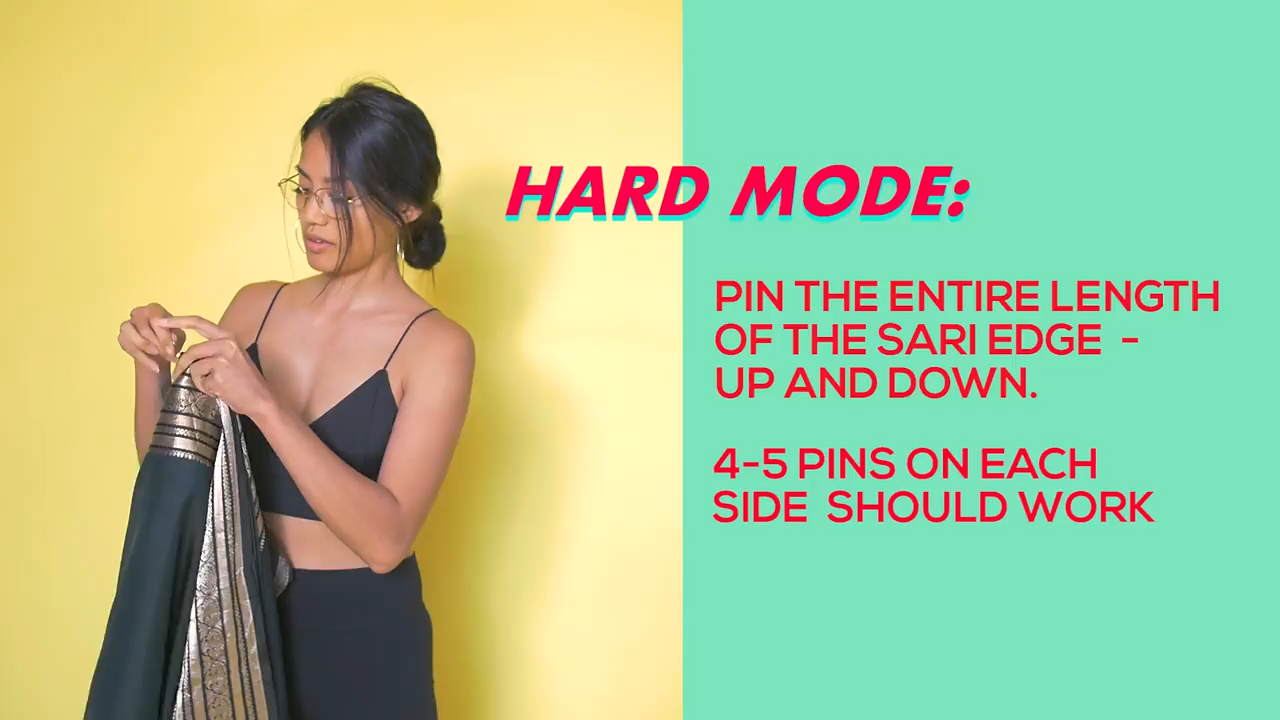 HARD MODE:
PIN THE ENTIRE LENGTH
OF THE SARI EDGE -
UP AND DOWN.
4-5 PINS ON EACH
SIDE SHOULD WORK